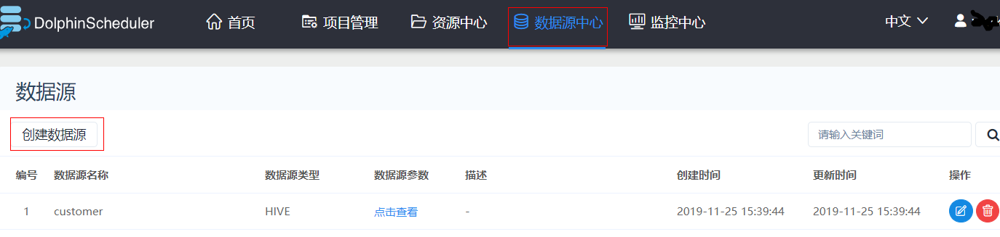 DolphinScheduler 首页 项目管理 资源中心 数据源中心 监控中心 中文
数据源
创建数据源 请输入关键词
编号 数据源名称 数据源类型 数据源参数 描述 创建时间 更新时间 操作
1 customer HIVE 点击查看 - 2019-11-25 15:39:44 2019-11-25 15:39:44